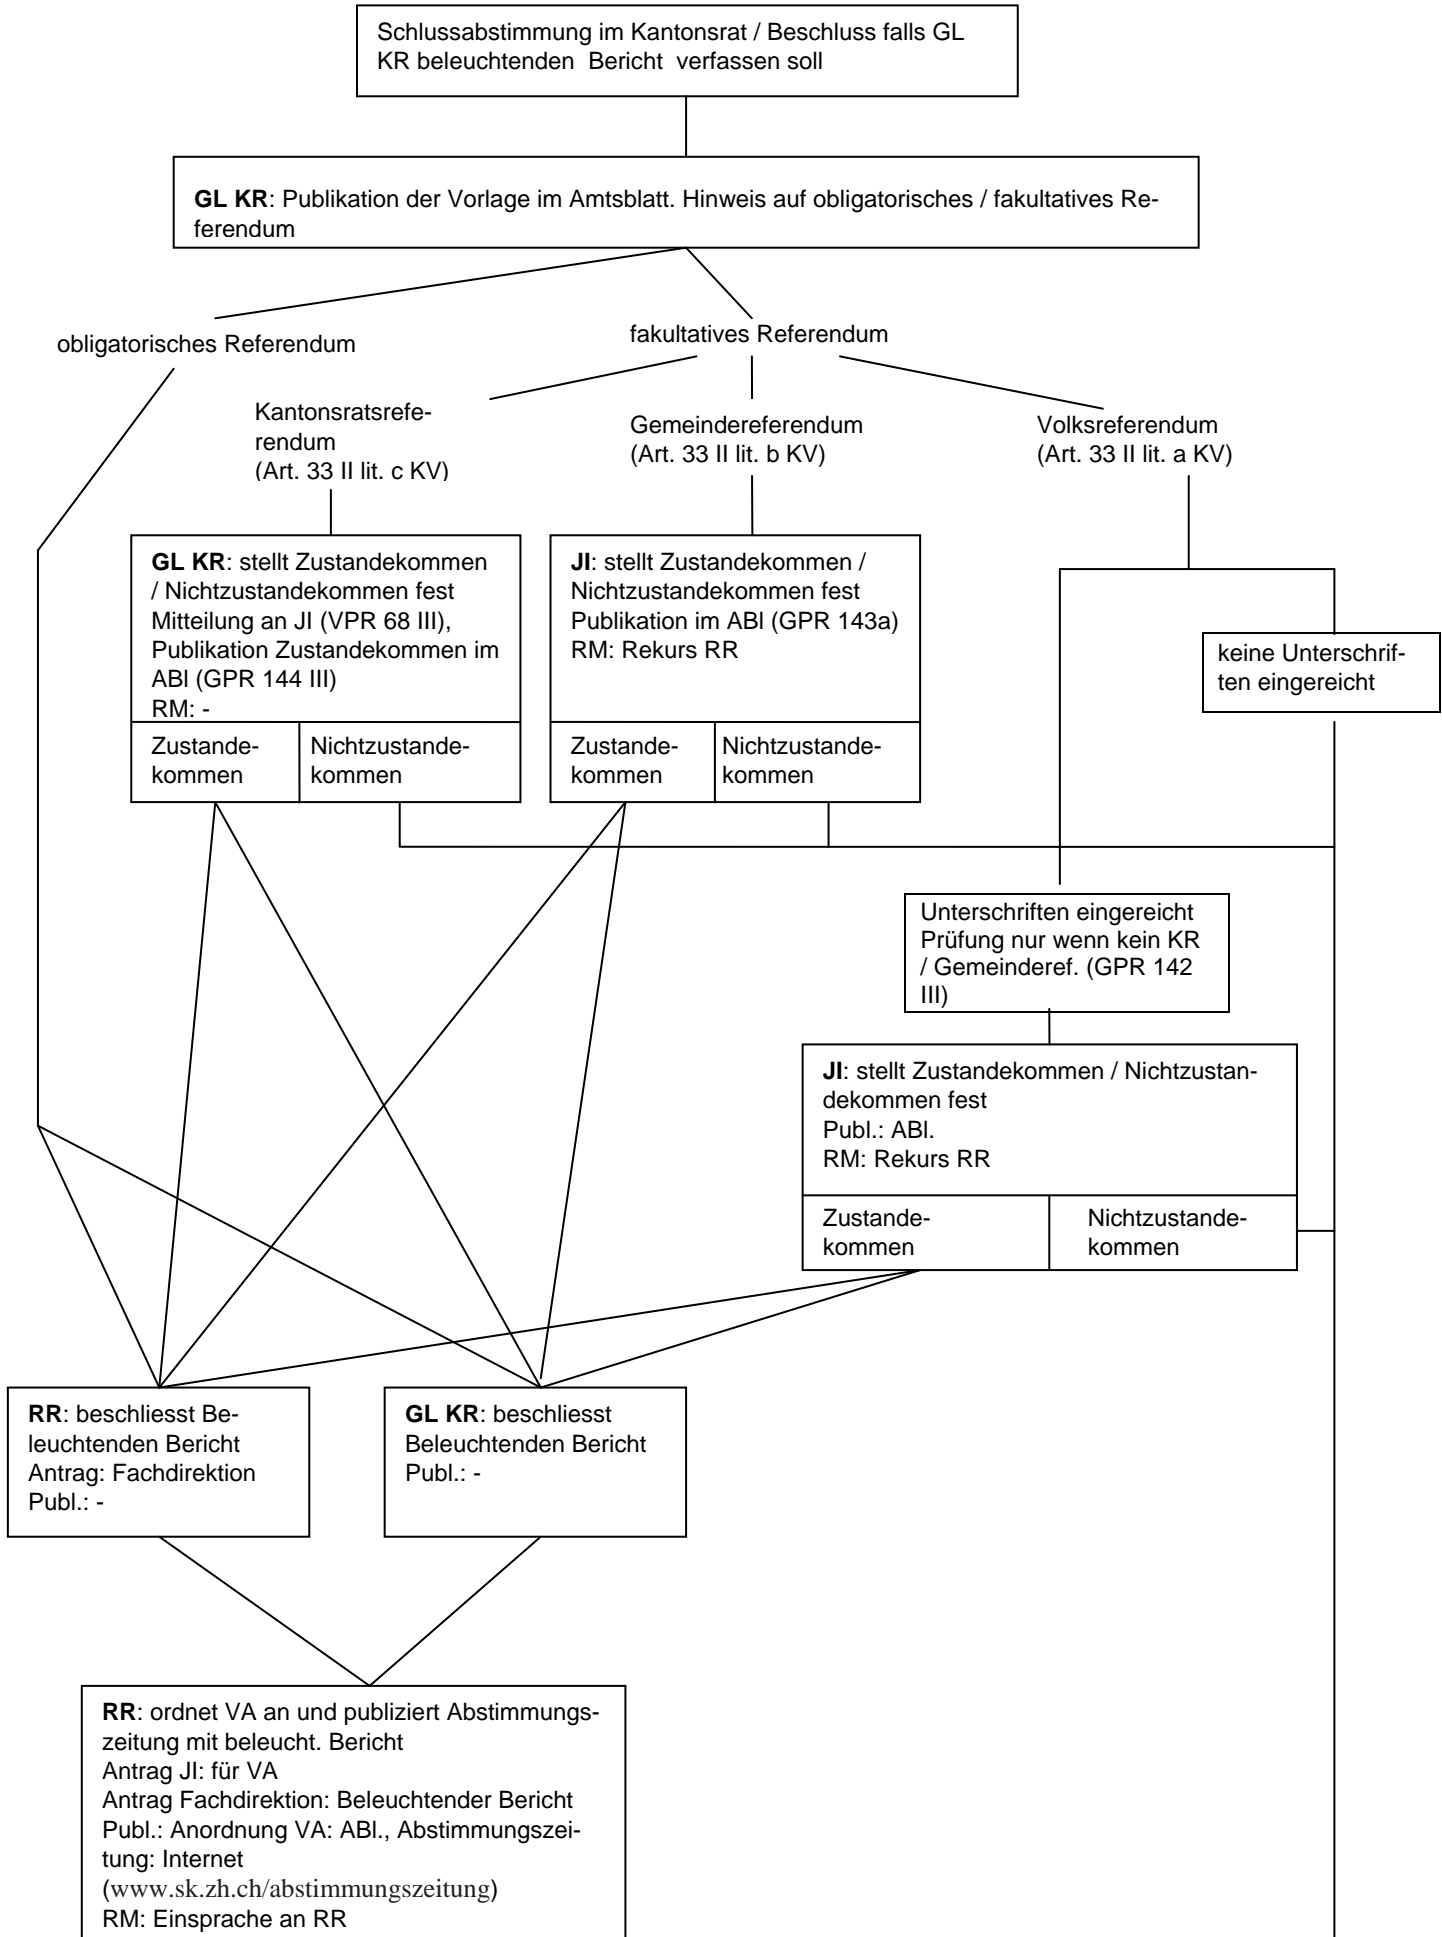 Schlussabstimmung im Kantonsrat / Beschluss falls GL
KR beleuchtenden Bericht verfassen soll
GL KR: Publikation der Vorlage im Amtsblatt. Hinweis auf obligatorisches / fakultatives Re-
ferendum
obligatorisches Referendum
fakultatives Referendum
Kantonsratsrefe-
rendum
(Art. 33 II lit. c KV)
Gemeindereferendum
(Art. 33 II lit. b KV)
Volksreferendum
(Art. 33 II lit. a KV)
GL KR: stellt Zustandekommen
/ Nichtzustandekommen fest
Mitteilung an JI (VPR 68 III),
Publikation Zustandekommen im
ABl (GPR 144 III)
RM: -
Zustande-
kommen
Nichtzustande-
kommen
JI: stellt Zustandekommen /
Nichtzustandekommen fest
Publikation im ABl (GPR 143a)
RM: Rekurs RR
Zustande-
kommen
Nichtzustande-
kommen
keine Unterschrif-
ten eingereicht
Unterschriften eingereicht
Prüfung nur wenn kein KR
/ Gemeinderef. (GPR 142
III)
JI: stellt Zustandekommen / Nichtzustan-
dekommen fest
Publ.: ABl.
RM: Rekurs RR
Zustande-
kommen
Nichtzustande-
kommen
RR: beschliesst Be-
leuchtenden Bericht
Antrag: Fachdirektion
Publ.: -
GL KR: beschliesst
Beleuchtenden Bericht
Publ.: -
RR: ordnet VA an und publiziert Abstimmungs-
zeitung mit beleucht. Bericht
Antrag JI: für VA
Antrag Fachdirektion: Beleuchtender Bericht
Publ.: Anordnung VA: ABl., Abstimmungszei-
tung: Internet
(www.sk.zh.ch/abstimmungszeitung)
RM: Einsprache an RR